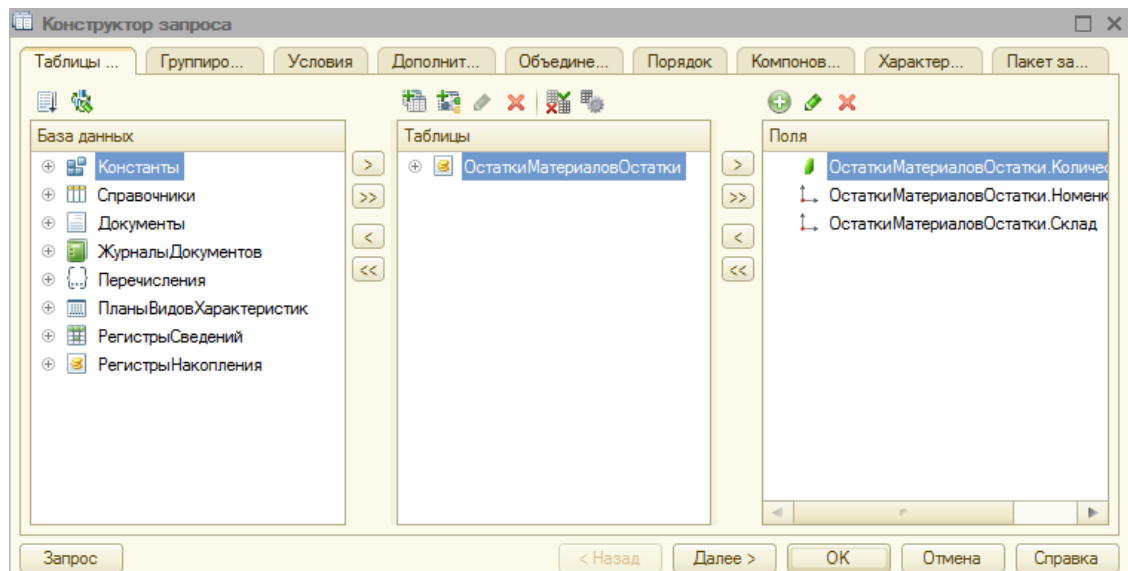 Конструктор запроса
Таблицы ... Группиро... Условия Дополнит... Объедине... Порядок Компонов... Характер... Пакет за...
База данных Таблицы Поля
Константы > ОстаткиМатериаловОстатки > ОстаткиМатериаловОстатки.Количес
Справочники >> >> ОстаткиМатериаловОстатки.Номенк
Документы ОстаткиМатериаловОстатки.Склад
ЖурналыДокументов < <
Перечисления << <<
ПланыВидовХарактеристик
РегистрыСведений
РегистрыНакопления
Запрос < Назад Далее > ОК Отмена Справка